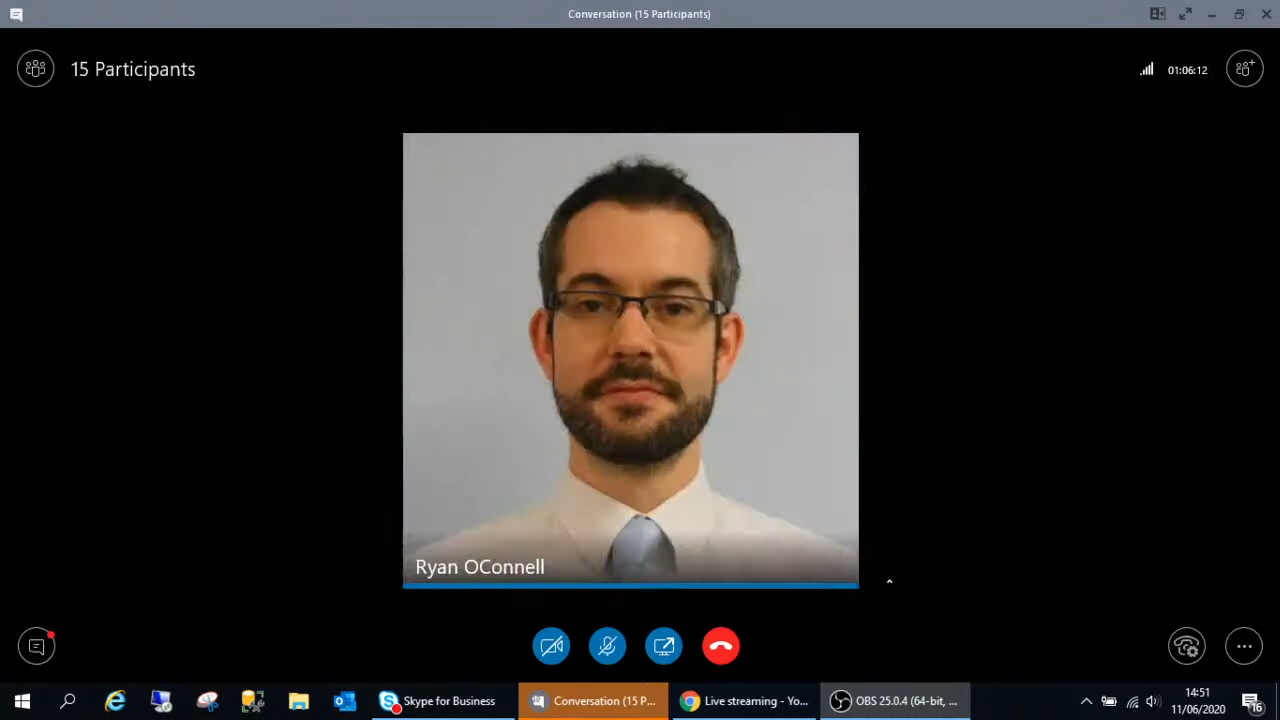 Conversation (15 Participants)
15 Participants
01:06:12
Ryan OConnell
Skype for Business
Conversation (15 P...
Live streaming - Yo...
OBS 25.0.4 (64-bit, ...
14:51
11/06/2020
16